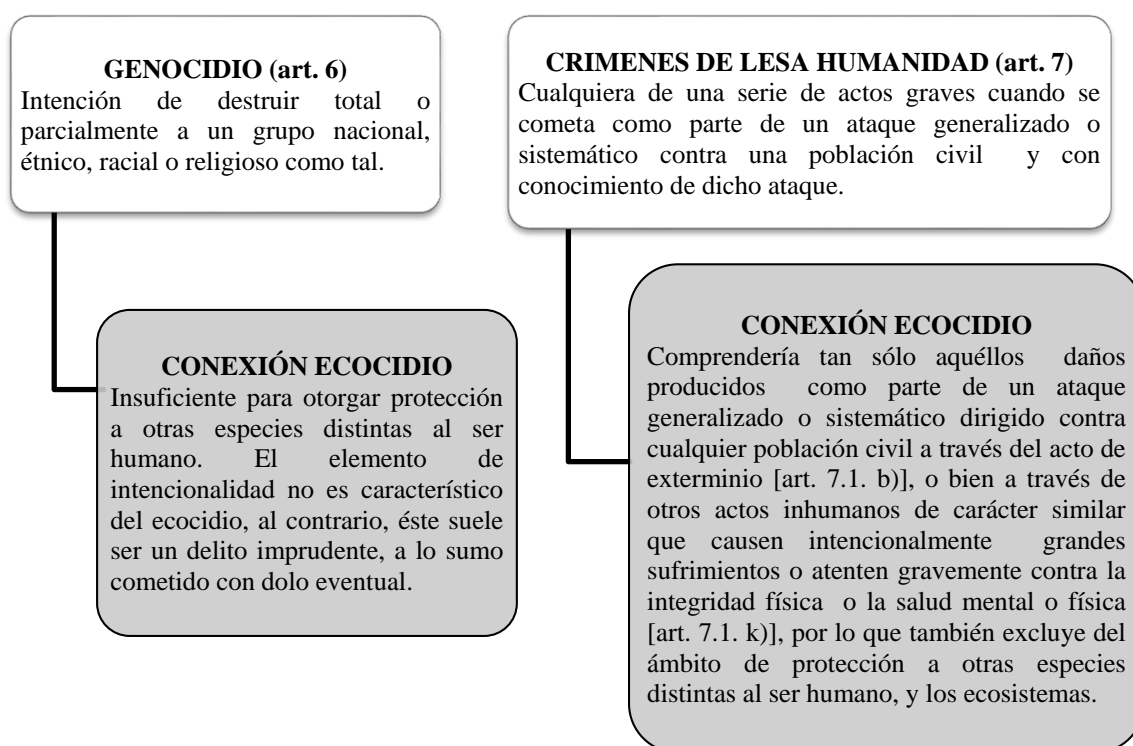 GENOCIDIO (art. 6)
Intención de destruir total o
parcialmente a un grupo nacional,
étnico, racial o religioso como tal.
CRIMENES DE LESA HUMANIDAD (art. 7)
Cualquiera de una serie de actos graves cuando se
cometa como parte de un ataque generalizado o
sistemático contra una población civil y con
conocimiento de dicho ataque.
CONEXIÓN ECOCIDIO
Insuficiente para otorgar protección
a otras especies distintas al ser
humano. El elemento de
intencionalidad no es característico
del ecocidio, al contrario, éste suele
ser un delito imprudente, a lo sumo
cometido con dolo eventual.
CONEXIÓN ECOCIDIO
Comprendería tan sólo aquéllos daños
producidos como parte de un ataque
generalizado o sistemático dirigido contra
cualquier población civil a través del acto de
exterminio [art. 7.1. b)], o bien a través de
otros actos inhumanos de carácter similar
que causen intencionalmente grandes
sufrimientos o atenten gravemente contra la
integridad física o la salud mental o física
[art. 7.1. k)], por lo que también excluye del
ámbito de protección a otras especies
distintas al ser humano, y los ecosistemas.